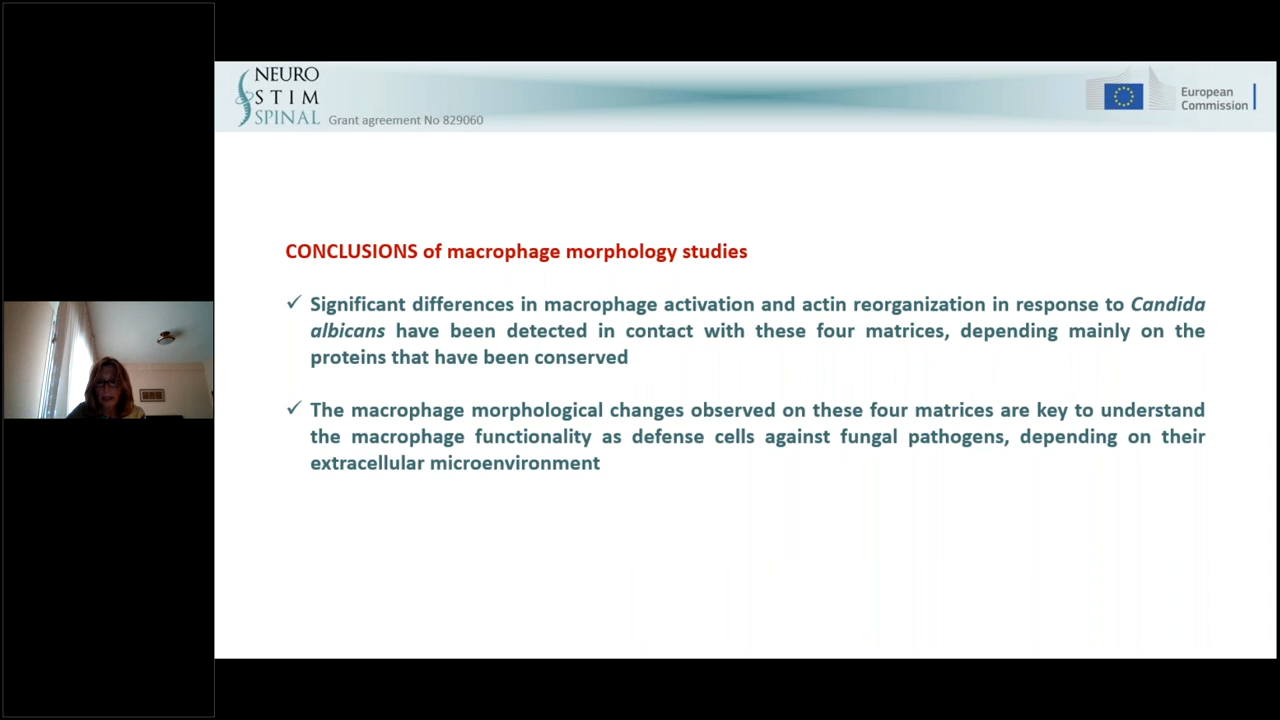 NEURO
STIM
SPINAL
Grant agreement No 829060
European
Commission
CONCLUSIONS of macrophage morphology studies
✓ Significant differences in macrophage activation and actin reorganization in response to Candida
albicans have been detected in contact with these four matrices, depending mainly on the
proteins that have been conserved
✓ The macrophage morphological changes observed on these four matrices are key to understand
the macrophage functionality as defense cells against fungal pathogens, depending on their
extracellular microenvironment